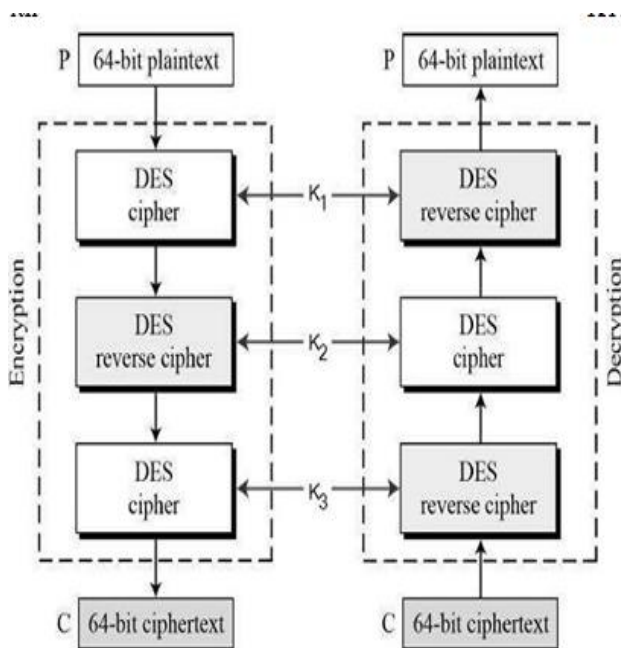 P 64-bit plaintext
P 64-bit plaintext
Encryption
DES
cipher
K1
DES
reverse cipher
DES
reverse cipher
K2
DES
cipher
DES
cipher
K3
DES
reverse cipher
Decryption
C 64-bit ciphertext
C 64-bit ciphertext